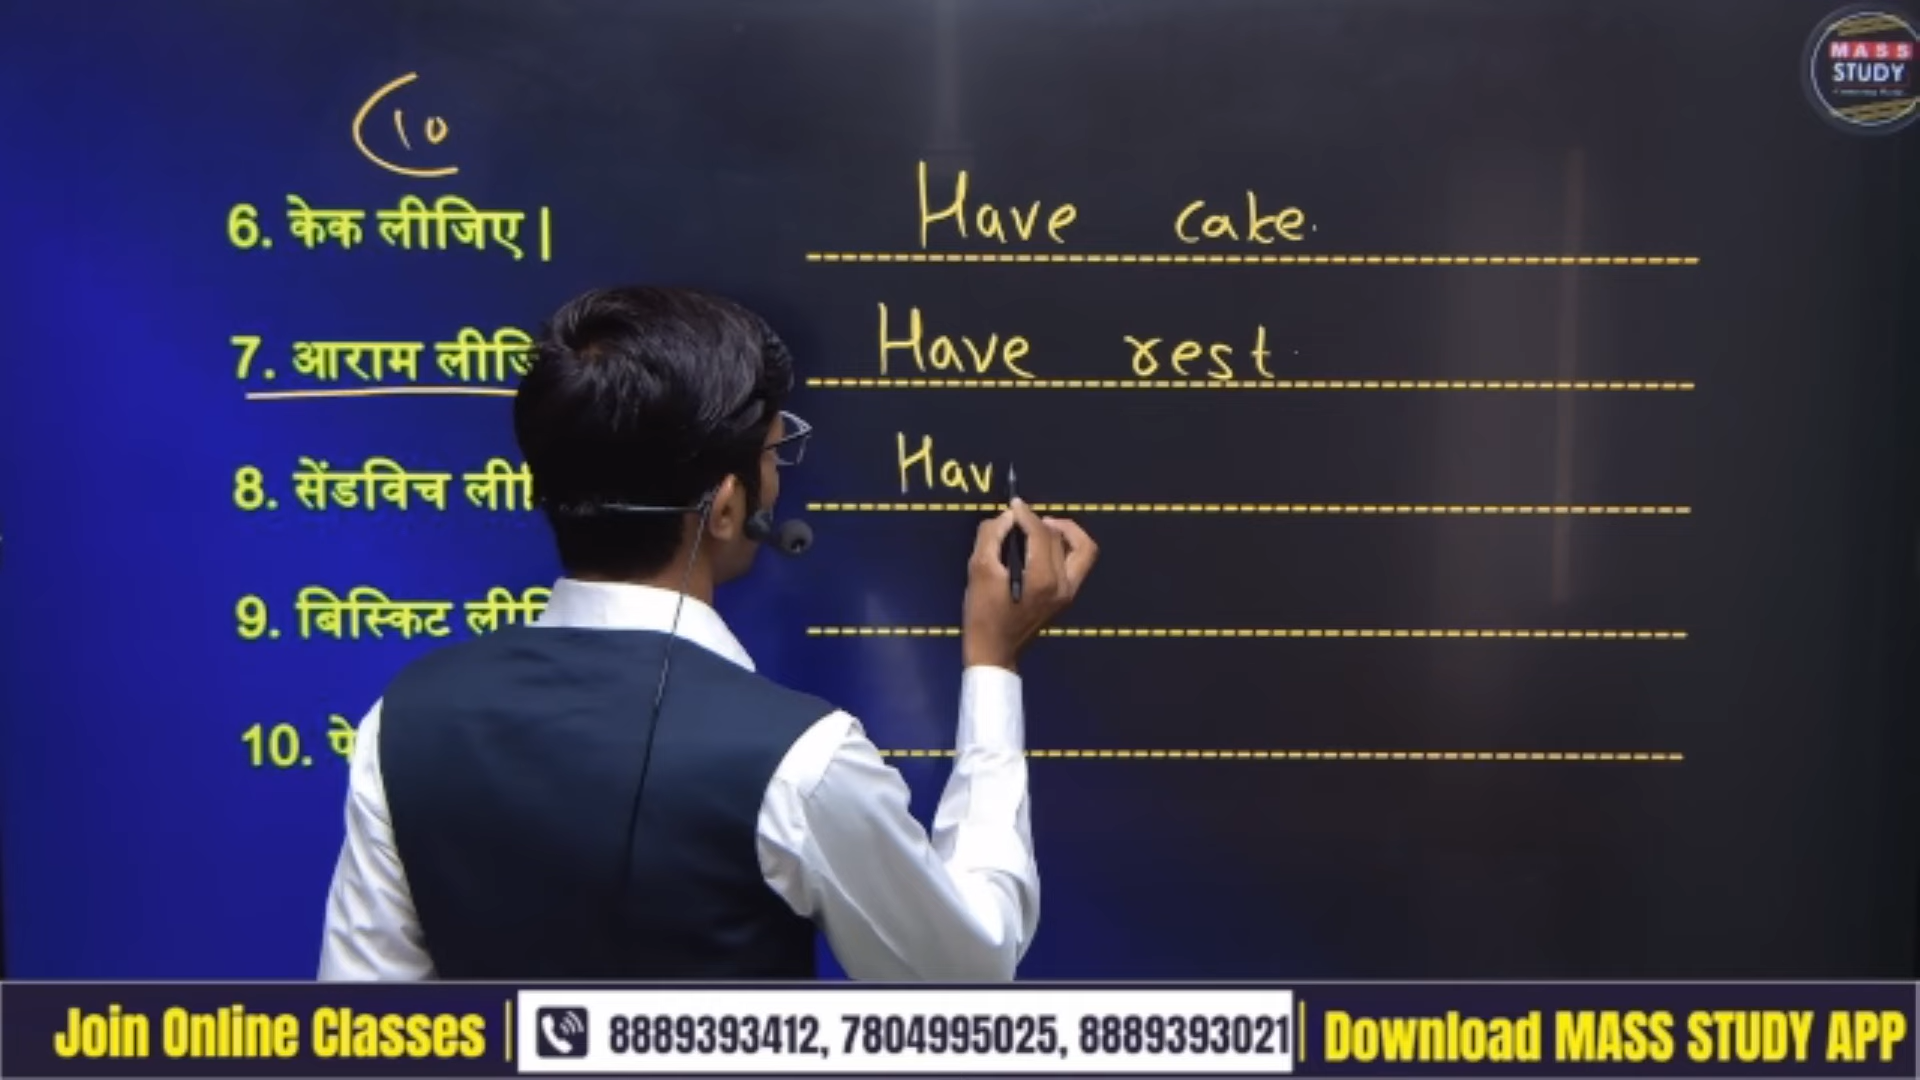 MASS
STUDY
10
6. केक लीजिए |
Have cake.
7. आराम लीजि
Have rest.
8. सेंडविच ली
Hav
9. बिस्किट ली
10. पे
Join Online Classes
8889393412, 7804995025, 8889393021
Download MASS STUDY APP